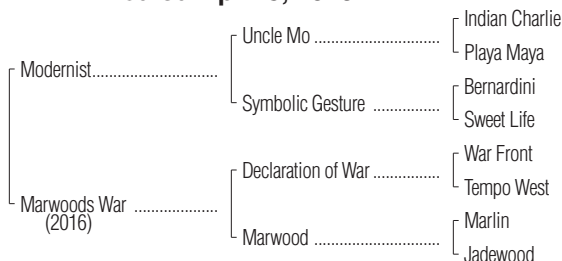 Indian Charlie
Uncle Mo
Playa Maya
Modernist
Bernardini
Symbolic Gesture
Sweet Life
War Front
Declaration of War
Tempo West
Marwoods War
(2016)
Marlin
Marwood
Jadewood